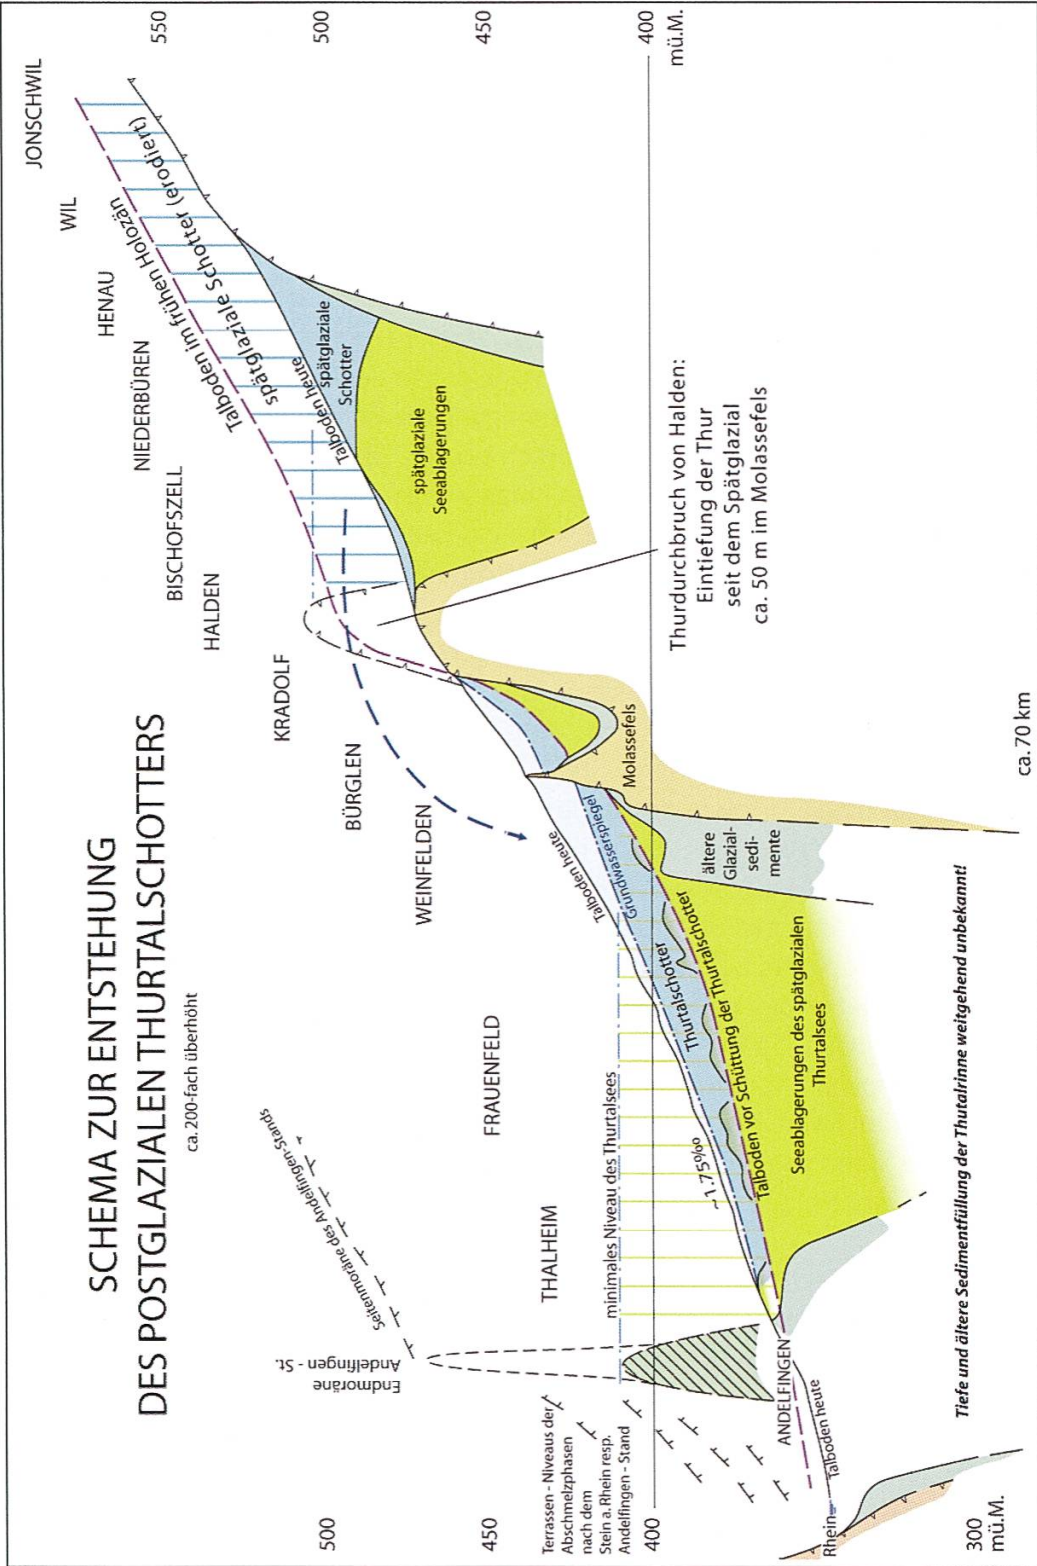 SCHEMA ZUR ENTSTEHUNG
DES POSTGLAZIALEN THURTALSCHOTTERS
ca. 200-fach überhöht
JONSCHWIL
WIL
HENAU
NIEDERBÜREN
BISCHOFSZELL
HALDEN
KRADOLF
BÜRGLEN
WEINFELDEN
FRAUENFELD
THALHEIM
ANDELFINGEN
550
500
450
400
mü.M.
Talboden im frühen Holozän
spätglaziale Schotter (erodiert)
Talboden heute
spätglaziale
Schotter
spätglaziale
Seeablagerungen
Thurdurchbruch von Halden:
Eintiefung der Thur
seit dem Spätglazial
ca. 50 m im Molassefels
Molassefels
Talboden heute
Grundwasserspiegel
ältere
Glazial-
sedi-
mente
Thurtalschotter
Talboden vor Schüttung der Thurtalschotter
Seeablagerungen des spätglazialen
Thurtalsees
minimales Niveau des Thurtalsees
~1.75‰
Seitenmoräne des Andelfingen-Stands
Endmoräne
Andelfingen - St.
Terrassen - Niveaus der
Abschmelzphasen
nach dem
Stein a. Rhein resp.
Andelfingen - Stand
500
450
400
300
mü.M.
Rhein
Talboden heute
Tiefe und ältere Sedimentfüllung der Thutalrinne weitgehend unbekannt!
ca. 70 km